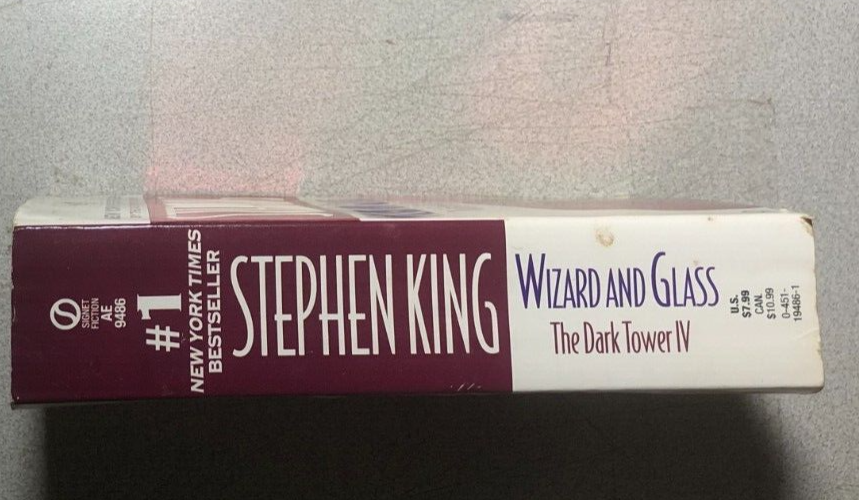 SIGNET
FICTION
AE
9486
#1
NEW YORK TIMES
BESTSELLER
STEPHEN KING
WIZARD AND GLASS
The Dark Tower IV
U.S.
$7.99
CAN.
$10.99
0-451-
19486-1